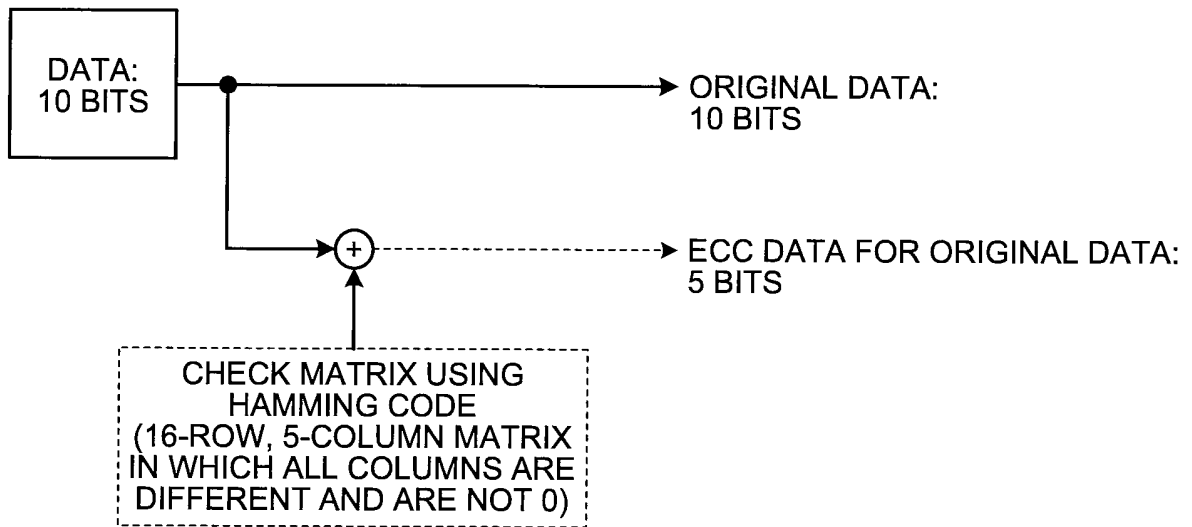 DATA:
10 BITS
ORIGINAL DATA:
10 BITS
+
ECC DATA FOR ORIGINAL DATA:
5 BITS
CHECK MATRIX USING
HAMMING CODE
(16-ROW, 5-COLUMN MATRIX
IN WHICH ALL COLUMNS ARE
DIFFERENT AND ARE NOT 0)